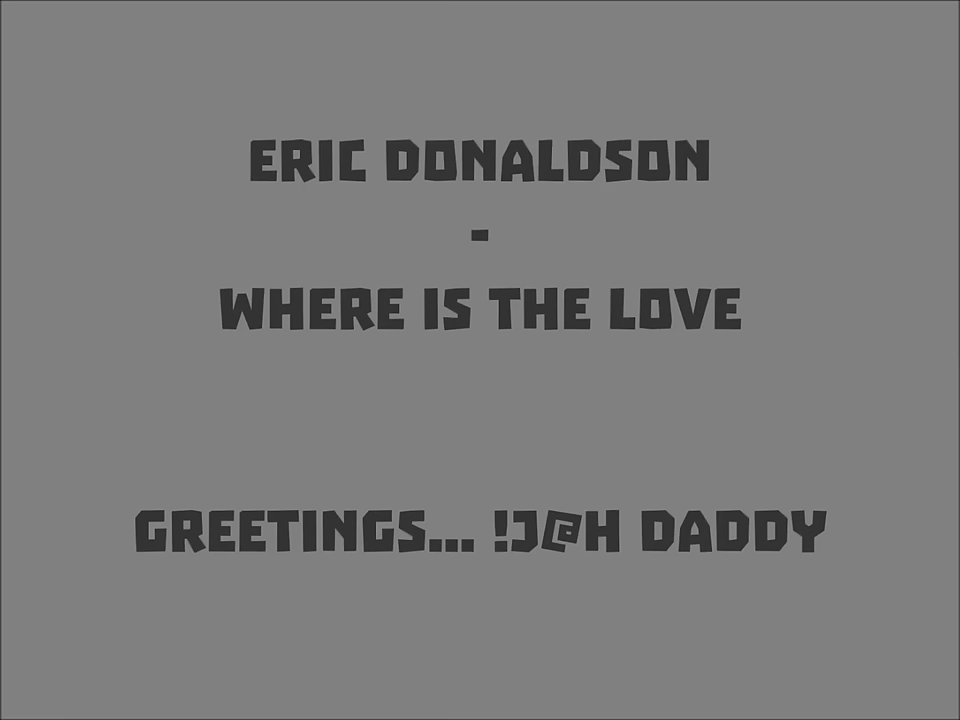 ERIC DONALDSON
-
WHERE IS THE LOVE
GREETINGS... !J@H DADDY